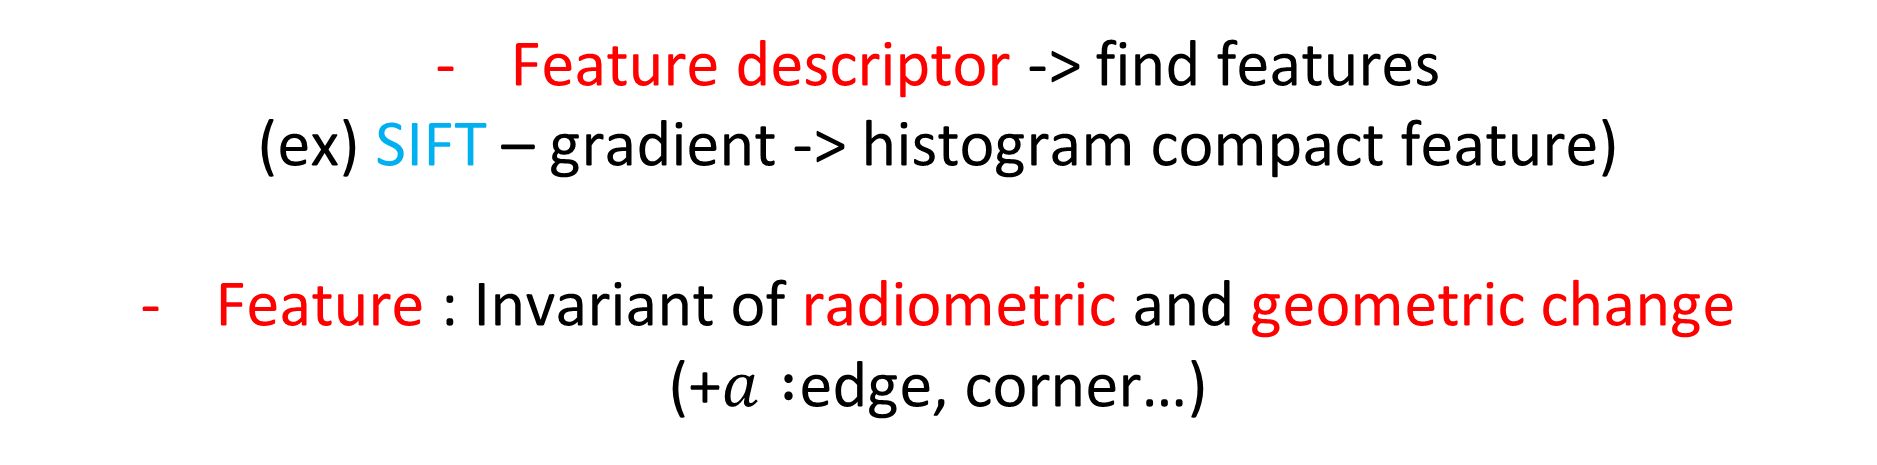 - Feature descriptor -> find features
(ex) SIFT – gradient -> histogram compact feature)
- Feature : Invariant of radiometric and geometric change
(+𝑎 :edge, corner…)